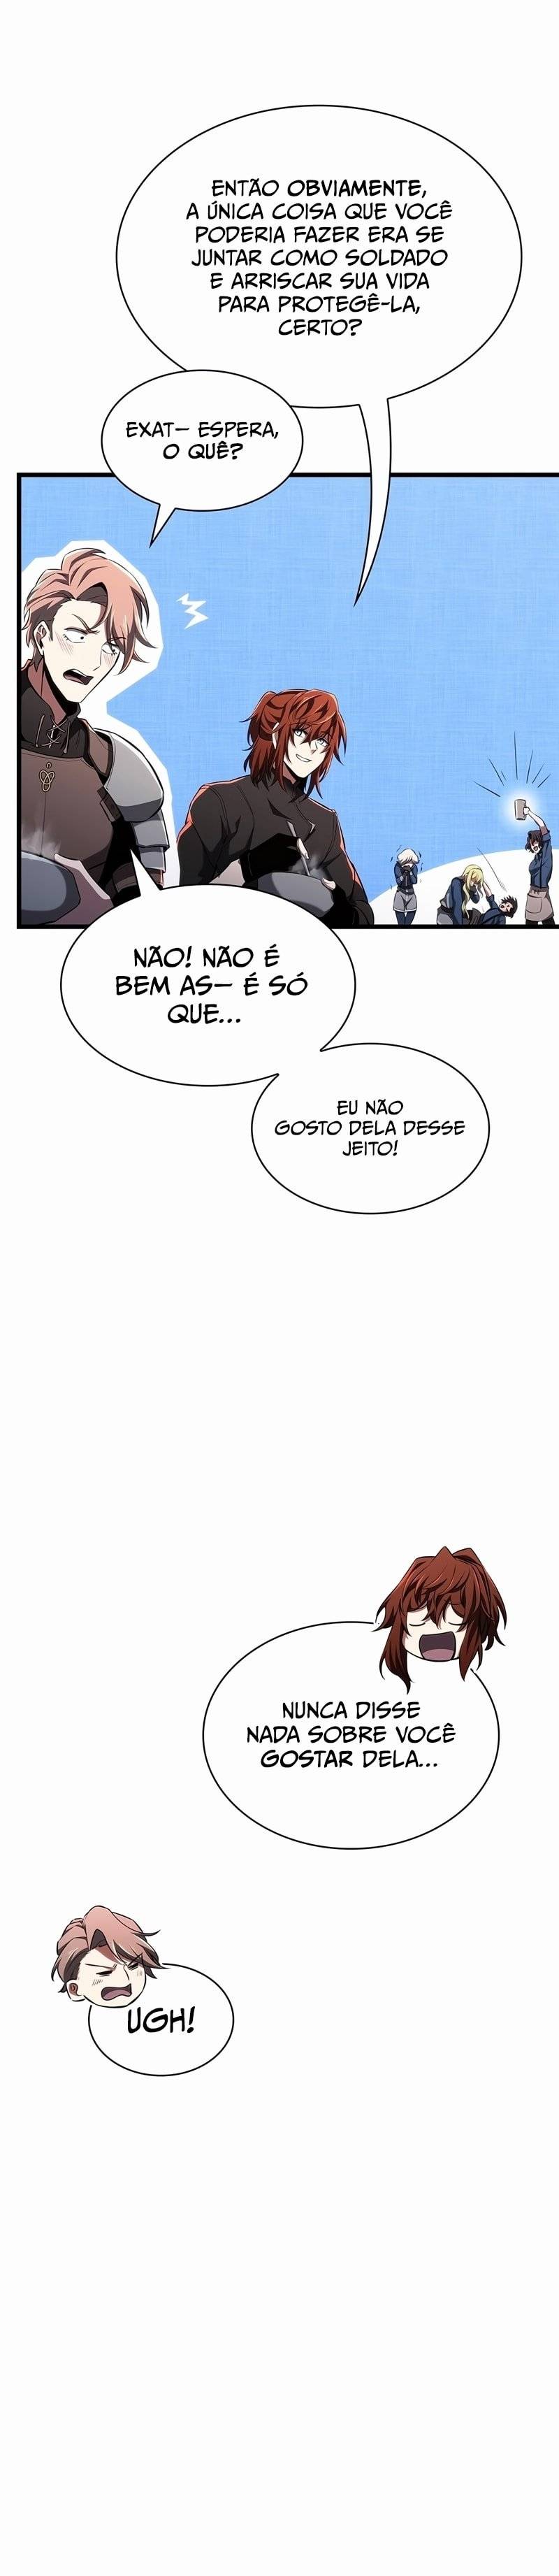 ENTÃO OBVIAMENTE,
A ÚNICA COISA QUE VOCÊ
PODERIA FAZER ERA SE
JUNTAR COMO SOLDADO
E ARRISCAR SUA VIDA
PARA PROTEGÊ-LA,
CERTO?
EXAT— ESPERA,
O QUÊ?
NÃO! NÃO É
BEM AS— É SÓ
QUE...
EU NÃO
GOSTO DELA DESSE
JEITO!
NUNCA DISSE
NADA SOBRE VOCÊ
GOSTAR DELA...
UGH!